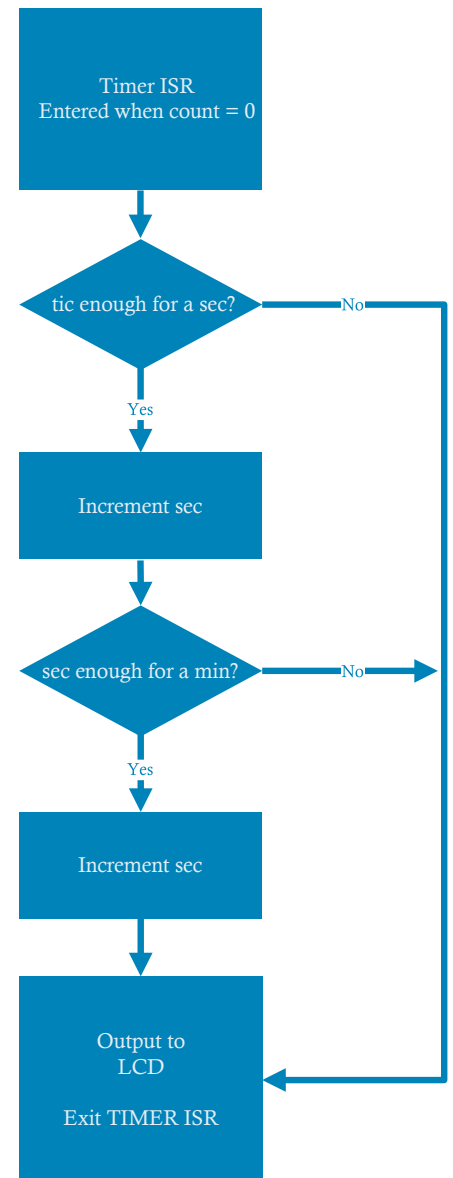 Timer ISR
Entered when count = 0
tic enough for a sec?
No
Yes
Increment sec
sec enough for a min?
No
Yes
Increment sec
Output to
LCD
Exit TIMER ISR